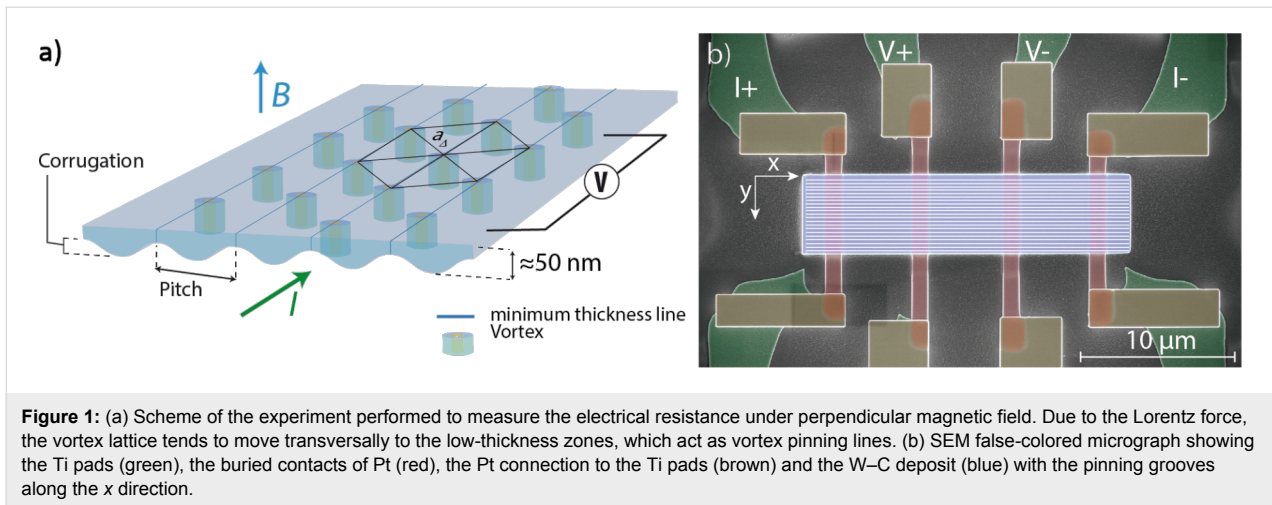 a)
B
a△
Corrugation
V
≈50 nm
Pitch
I
minimum thickness line
Vortex
b)
V+
V-
I+
I-
x
y
10 μm
Figure 1: (a) Scheme of the experiment performed to measure the electrical resistance under perpendicular magnetic field. Due to the Lorentz force,
the vortex lattice tends to move transversally to the low-thickness zones, which act as vortex pinning lines. (b) SEM false-colored micrograph showing
the Ti pads (green), the buried contacts of Pt (red), the Pt connection to the Ti pads (brown) and the W–C deposit (blue) with the pinning grooves
along the x direction.